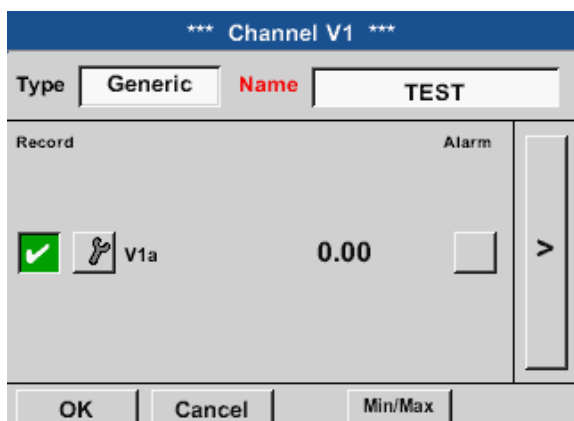 *** Channel V1 ***
Type Generic Name TEST
Record Alarm
V1a 0.00 >
OK Cancel Min/Max